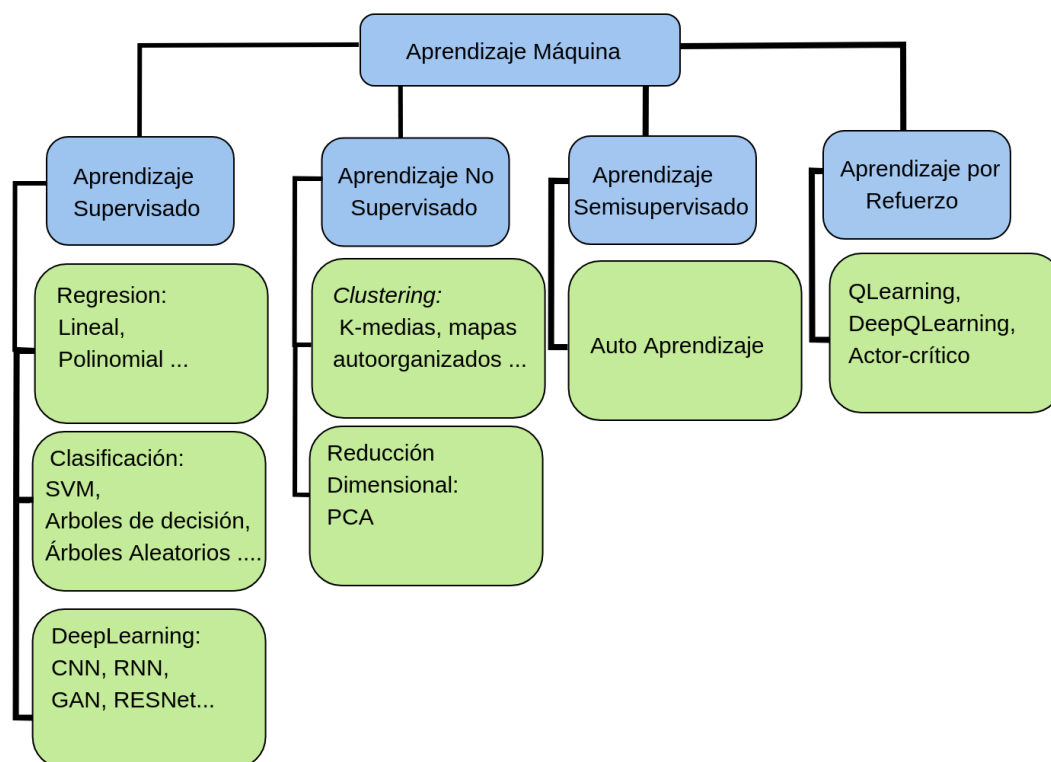 Aprendizaje Máquina
Aprendizaje
Supervisado
Aprendizaje No
Supervisado
Aprendizaje
Semisupervisado
Aprendizaje por
Refuerzo
Regresion:
Lineal,
Polinomial ...
Clustering:
K-medias, mapas
autoorganizados ...
Auto Aprendizaje
QLearning,
DeepQLearning,
Actor-crítico
Clasificación:
SVM,
Arboles de decisión,
Árboles Aleatorios ....
Reducción
Dimensional:
PCA
DeepLearning:
CNN, RNN,
GAN, RESNet...